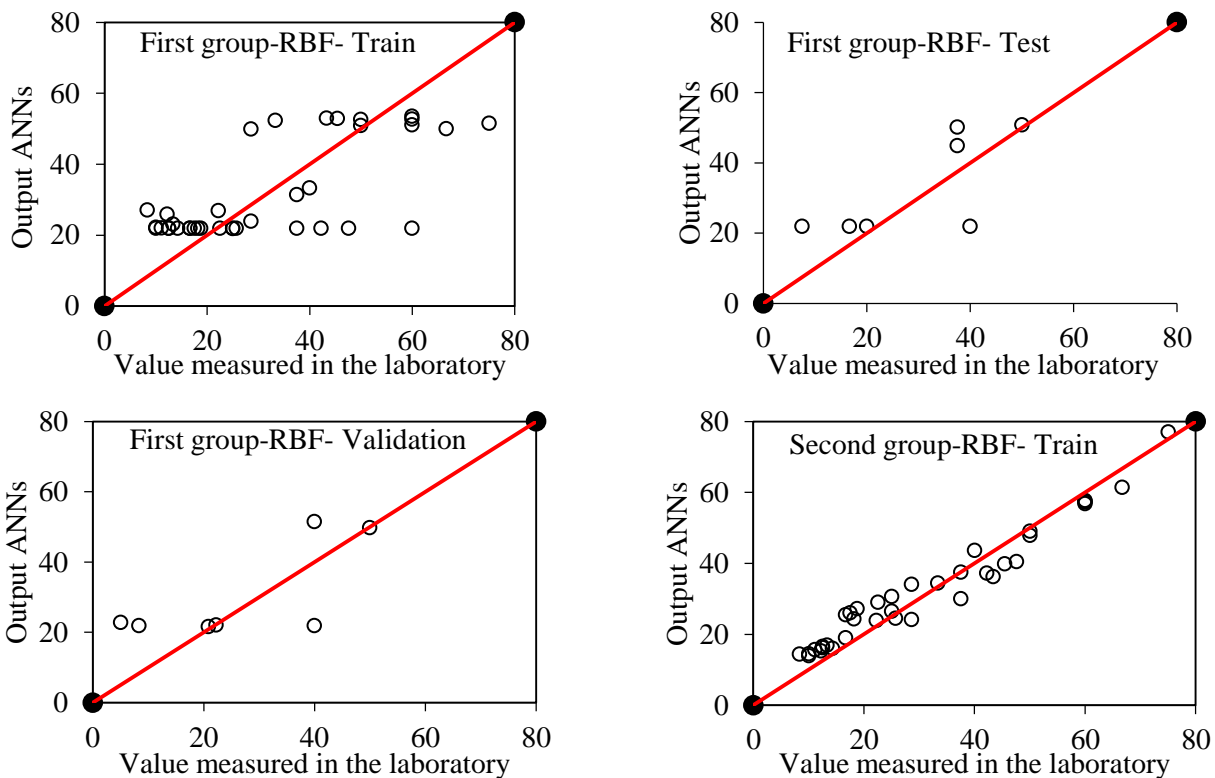 First group-RBF- Train
Output ANNs
80
60
40
20
0
0 20 40 60 80
Value measured in the laboratory
First group-RBF- Test
Output ANNs
80
60
40
20
0
0 20 40 60 80
Value measured in the laboratory
First group-RBF- Validation
Output ANNs
80
60
40
20
0
0 20 40 60 80
Value measured in the laboratory
Second group-RBF- Train
Output ANNs
80
60
40
20
0
0 20 40 60 80
Value measured in the laboratory